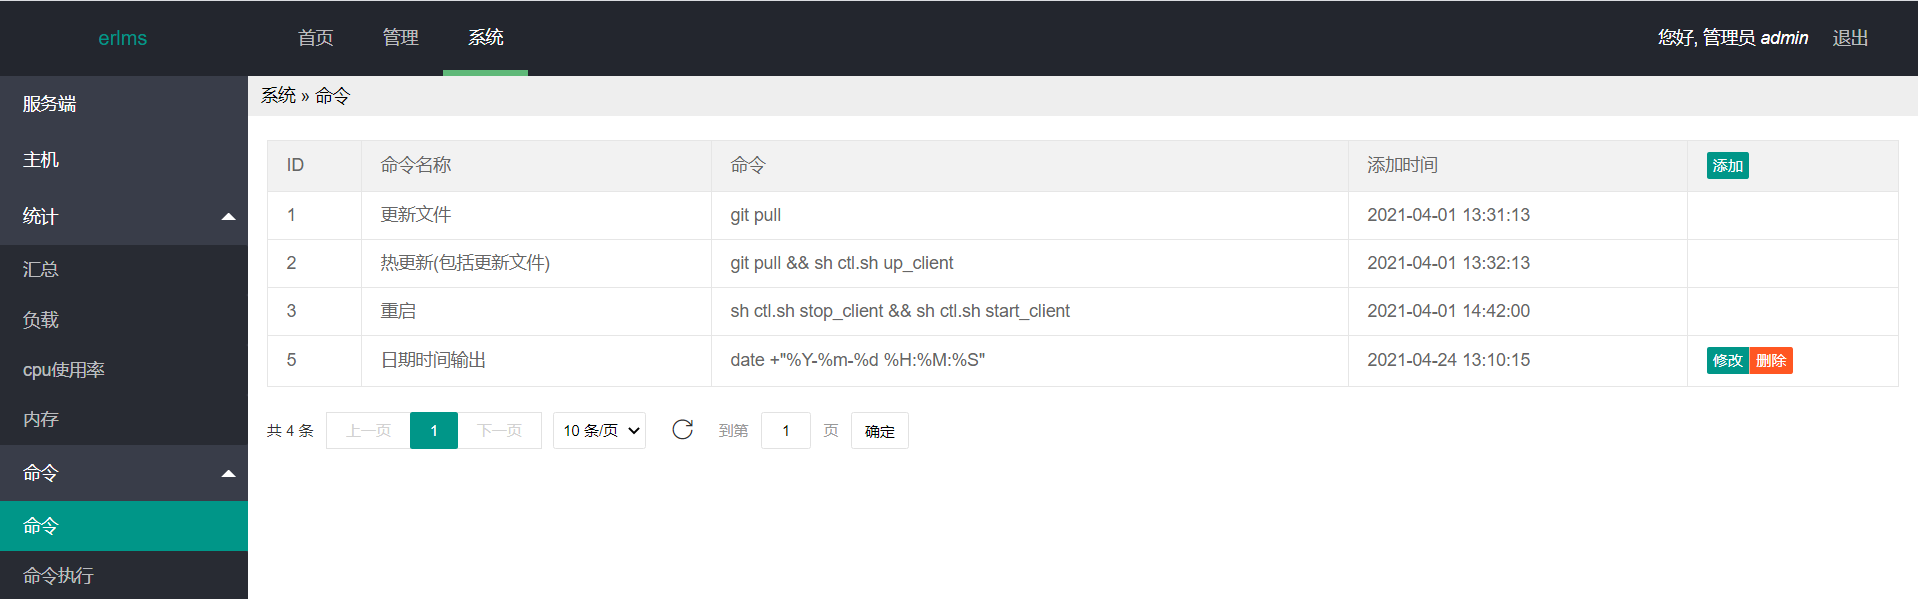 erlms 首页 管理 系统 您好, 管理员 admin 退出
服务端
主机
统计
汇总
负载
cpu使用率
内存
命令
命令
命令执行
系统 » 命令
ID 命令名称 命令 添加时间 添加
1 更新文件 git pull 2021-04-01 13:31:13
2 热更新(包括更新文件) git pull && sh ctl.sh up_client 2021-04-01 13:32:13
3 重启 sh ctl.sh stop_client && sh ctl.sh start_client 2021-04-01 14:42:00
5 日期时间输出 date +"%Y-%m-%d %H:%M:%S" 2021-04-24 13:10:15 修改 删除
共 4 条 上一页 1 下一页 10 条/页 到第 1 页 确定